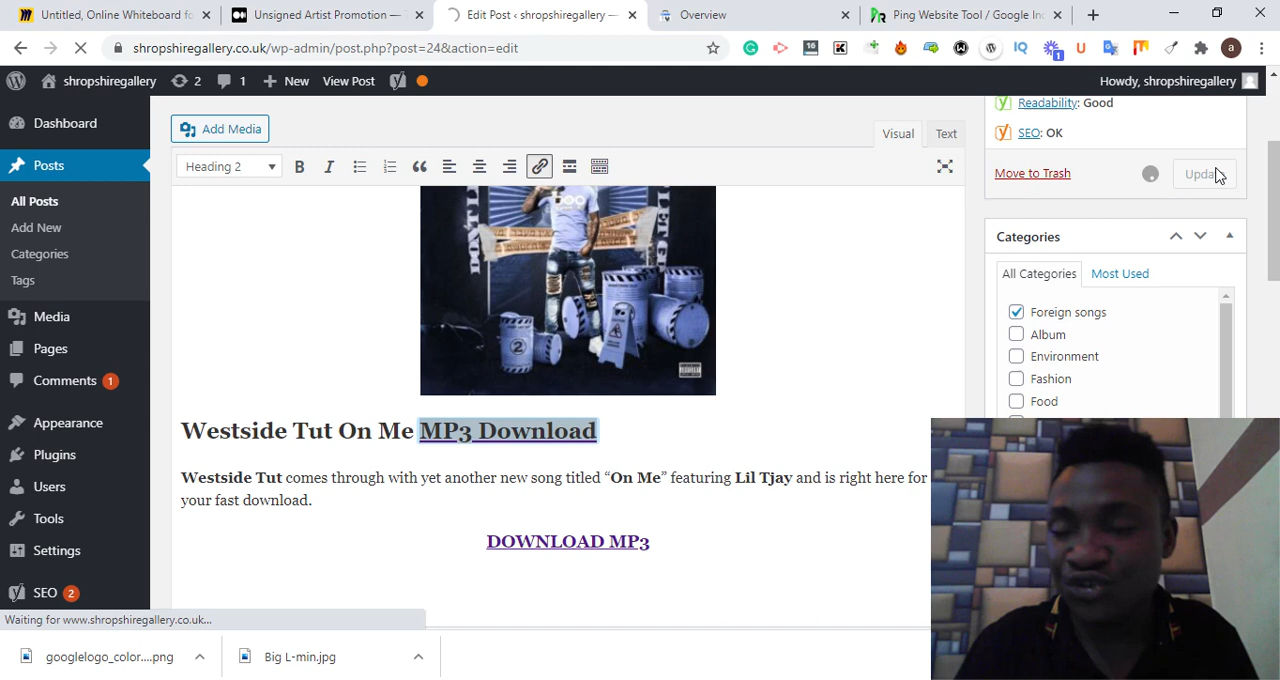 Untitled, Online Whiteboard fo
Unsigned Artist Promotion —
Edit Post ‹ shropshiregallery —
Overview
Ping Website Tool / Google Ind
shropshiregallery.co.uk/wp-admin/post.php?post=24&action=edit
16
K
W
IQ
1
U
a
shropshiregallery
2
1
New
View Post
Howdy, shropshiregallery
Dashboard
Posts
All Posts
Add New
Categories
Tags
Media
Pages
Comments 1
Appearance
Plugins
Users
Tools
Settings
SEO 2
Add Media
Visual
Text
Heading 2
2
Westside Tut On Me MP3 Download
Westside Tut comes through with yet another new song titled “On Me” featuring Lil Tjay and is right here for
your fast download.
DOWNLOAD MP3
Readability: Good
SEO: OK
Move to Trash
Update
Categories
All Categories
Most Used
Foreign songs
Album
Environment
Fashion
Food
Waiting for www.shropshiregallery.co.uk...
googlelogo_color....png
Big L-min.jpg